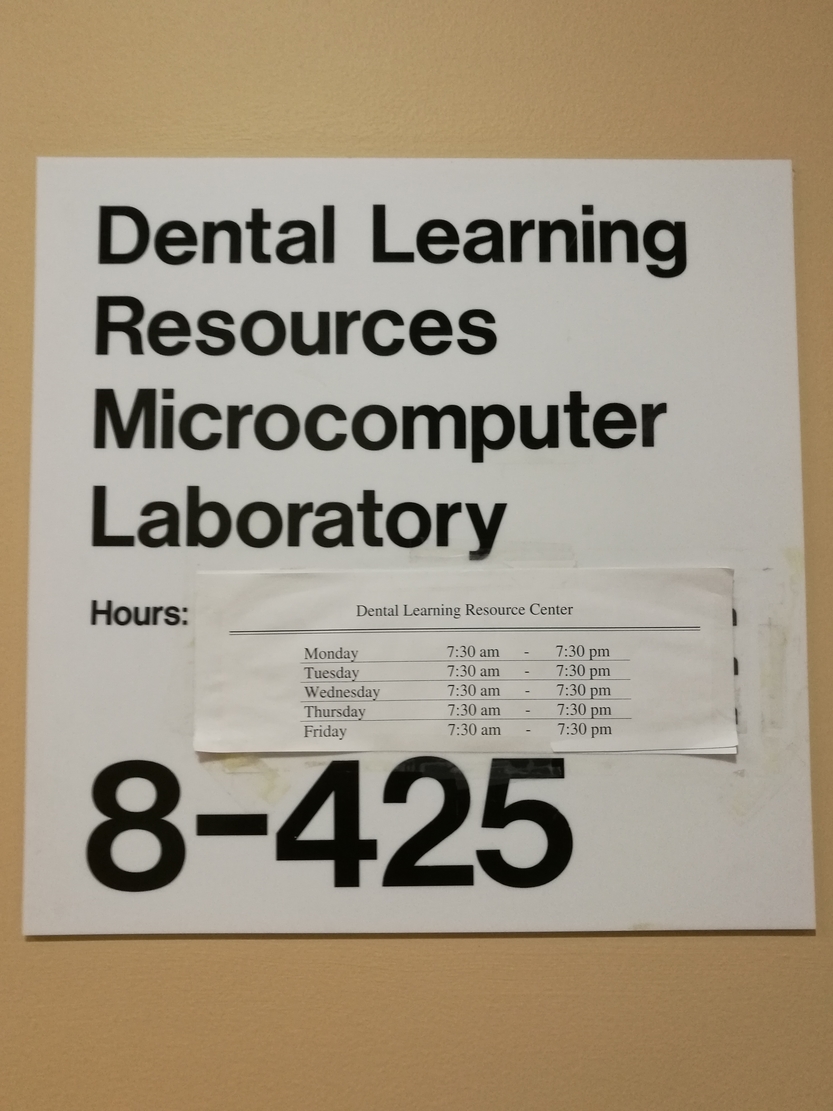 Dental Learning
Resources
Microcomputer
Laboratory
Hours:
Dental Learning Resource Center
Monday 7:30 am - 7:30 pm
Tuesday 7:30 am - 7:30 pm
Wednesday 7:30 am - 7:30 pm
Thursday 7:30 am - 7:30 pm
Friday 7:30 am - 7:30 pm
8-425